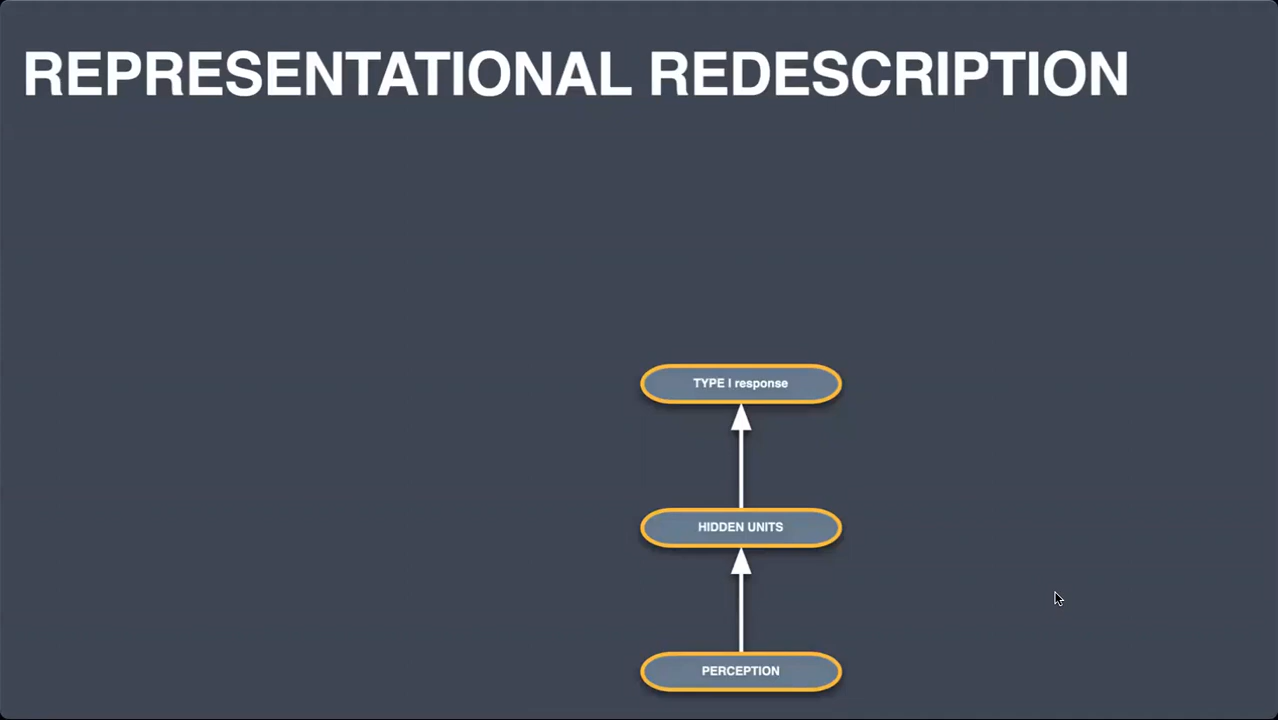 REPRESENTATIONAL REDESCRIPTION
TYPE I response
HIDDEN UNITS
PERCEPTION